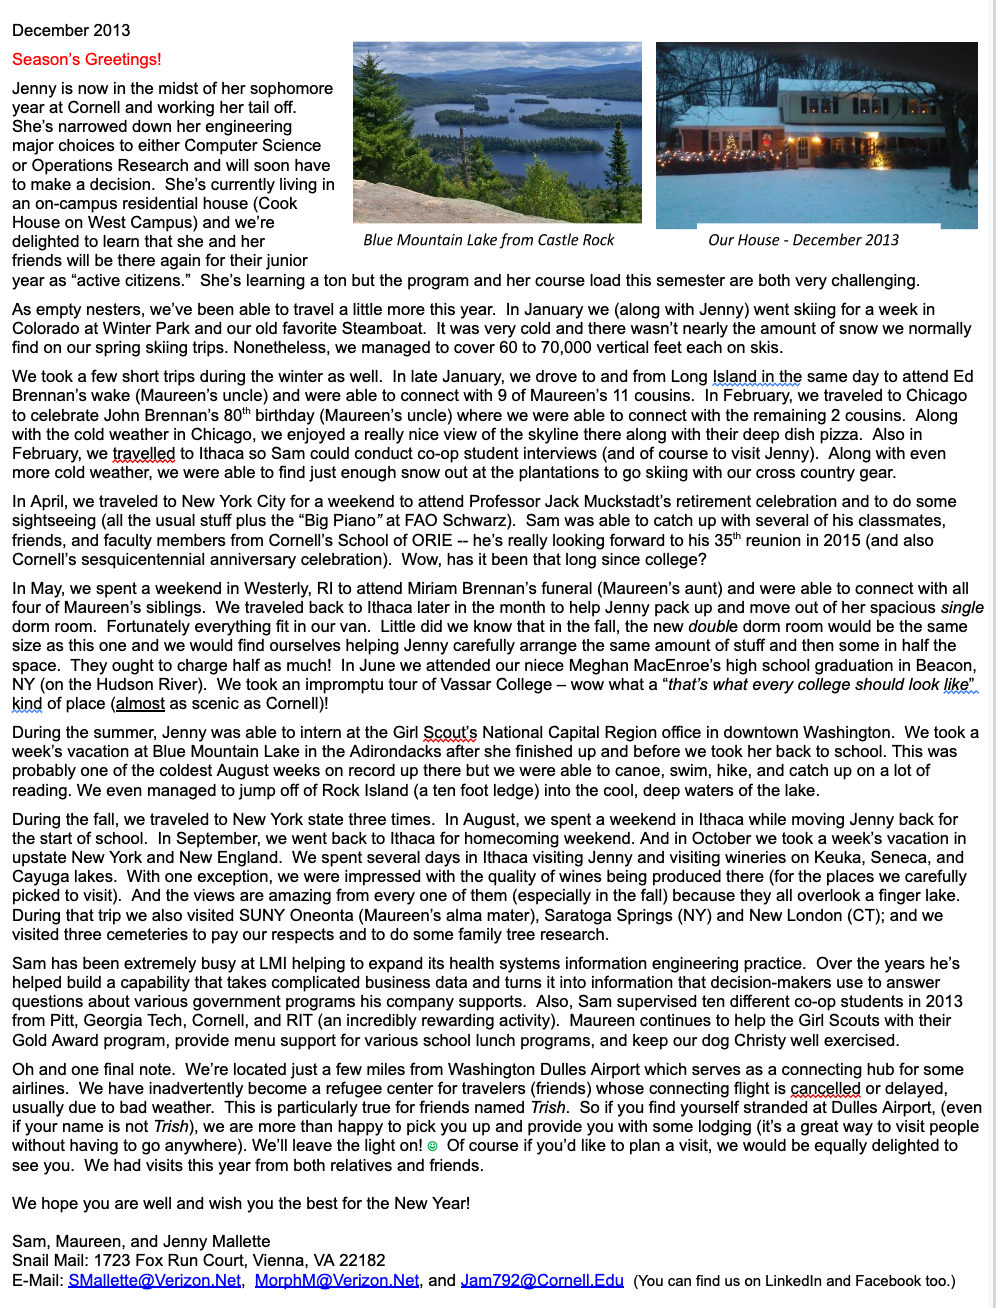 December 2013
Season's Greetings!
Jenny is now in the midst of her sophomore
year at Cornell and working her tail off.
She's narrowed down her engineering
major choices to either Computer Science
or Operations Research and will soon have
to make a decision.  She's currently living in
an on-campus residential house (Cook
House on West Campus) and we're
delighted to learn that she and her
friends will be there again for their junior
Blue Mountain Lake from Castle Rock
Our House - December 2013
year as “active citizens.”  She's learning a ton but the program and her course load this semester are both very challenging.
As empty nesters, we've been able to travel a little more this year.  In January we (along with Jenny) went skiing for a week in
Colorado at Winter Park and our old favorite Steamboat.  It was very cold and there wasn't nearly the amount of snow we normally
find on our spring skiing trips. Nonetheless, we managed to cover 60 to 70,000 vertical feet each on skis.
We took a few short trips during the winter as well.  In late January, we drove to and from Long Island in the same day to attend Ed
Brennan's wake (Maureen's uncle) and were able to connect with 9 of Maureen's 11 cousins.  In February, we traveled to Chicago
to celebrate John Brennan's 80th birthday (Maureen's uncle) where we were able to connect with the remaining 2 cousins.  Along
with the cold weather in Chicago, we enjoyed a really nice view of the skyline there along with their deep dish pizza.  Also in
February, we travelled to Ithaca so Sam could conduct co-op student interviews (and of course to visit Jenny).  Along with even
more cold weather, we were able to find just enough snow out at the plantations to go skiing with our cross country gear.
In April, we traveled to New York City for a weekend to attend Professor Jack Muckstadt's retirement celebration and to do some
sightseeing (all the usual stuff plus the “Big Piano” at FAO Schwarz).  Sam was able to catch up with several of his classmates,
friends, and faculty members from Cornell's School of ORIE -- he's really looking forward to his 35th reunion in 2015 (and also
Cornell's sesquicentennial anniversary celebration).  Wow, has it been that long since college?
In May, we spent a weekend in Westerly, RI to attend Miriam Brennan's funeral (Maureen's aunt) and were able to connect with all
four of Maureen's siblings.  We traveled back to Ithaca later in the month to help Jenny pack up and move out of her spacious single
dorm room.  Fortunately everything fit in our van.  Little did we know that in the fall, the new double dorm room would be the same
size as this one and we would find ourselves helping Jenny carefully arrange the same amount of stuff and then some in half the
space.  They ought to charge half as much!  In June we attended our niece Meghan MacEnroe's high school graduation in Beacon,
NY (on the Hudson River).  We took an impromptu tour of Vassar College – wow what a “that's what every college should look like”
kind of place (almost as scenic as Cornell)!
During the summer, Jenny was able to intern at the Girl Scout's National Capital Region office in downtown Washington.  We took a
week's vacation at Blue Mountain Lake in the Adirondacks after she finished up and before we took her back to school. This was
probably one of the coldest August weeks on record up there but we were able to canoe, swim, hike, and catch up on a lot of
reading. We even managed to jump off of Rock Island (a ten foot ledge) into the cool, deep waters of the lake.
During the fall, we traveled to New York state three times.  In August, we spent a weekend in Ithaca while moving Jenny back for
the start of school.  In September, we went back to Ithaca for homecoming weekend. And in October we took a week's vacation in
upstate New York and New England.  We spent several days in Ithaca visiting Jenny and visiting wineries on Keuka, Seneca, and
Cayuga lakes.  With one exception, we were impressed with the quality of wines being produced there (for the places we carefully
picked to visit).  And the views are amazing from every one of them (especially in the fall) because they all overlook a finger lake.
During that trip we also visited SUNY Oneonta (Maureen's alma mater), Saratoga Springs (NY) and New London (CT); and we
visited three cemeteries to pay our respects and to do some family tree research.
Sam has been extremely busy at LMI helping to expand its health systems information engineering practice.  Over the years he's
helped build a capability that takes complicated business data and turns it into information that decision-makers use to answer
questions about various government programs his company supports.  Also, Sam supervised ten different co-op students in 2013
from Pitt, Georgia Tech, Cornell, and RIT (an incredibly rewarding activity).  Maureen continues to help the Girl Scouts with their
Gold Award program, provide menu support for various school lunch programs, and keep our dog Christy well exercised.
Oh and one final note.  We're located just a few miles from Washington Dulles Airport which serves as a connecting hub for some
airlines.  We have inadvertently become a refugee center for travelers (friends) whose connecting flight is cancelled or delayed,
usually due to bad weather.  This is particularly true for friends named Trish.  So if you find yourself stranded at Dulles Airport, (even
if your name is not Trish), we are more than happy to pick you up and provide you with some lodging (it's a great way to visit people
without having to go anywhere). We'll leave the light on! ☺  Of course if you'd like to plan a visit, we would be equally delighted to
see you.  We had visits this year from both relatives and friends.
We hope you are well and wish you the best for the New Year!
Sam, Maureen, and Jenny Mallette
Snail Mail: 1723 Fox Run Court, Vienna, VA 22182
E-Mail: SMallette@Verizon.Net,  MorphM@Verizon.Net, and Jam792@Cornell.Edu  (You can find us on LinkedIn and Facebook too.)